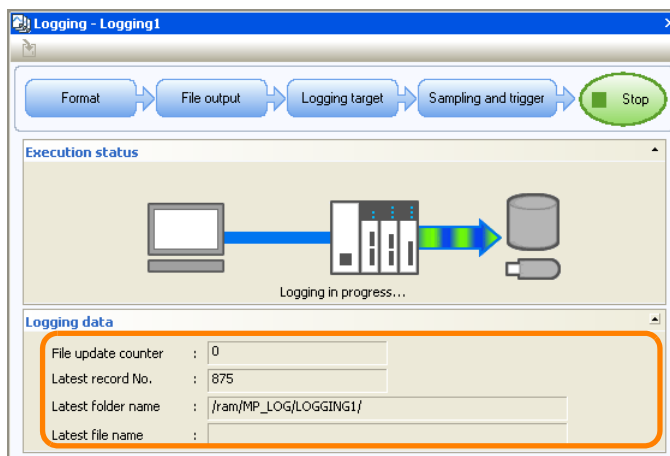 Logging - Logging1
Format File output Logging target Sampling and trigger Stop
Execution status
Logging in progress...
Logging data
File update counter : 0
Latest record No. : 875
Latest folder name : /ram/MP_LOG/LOGGING1/
Latest file name :